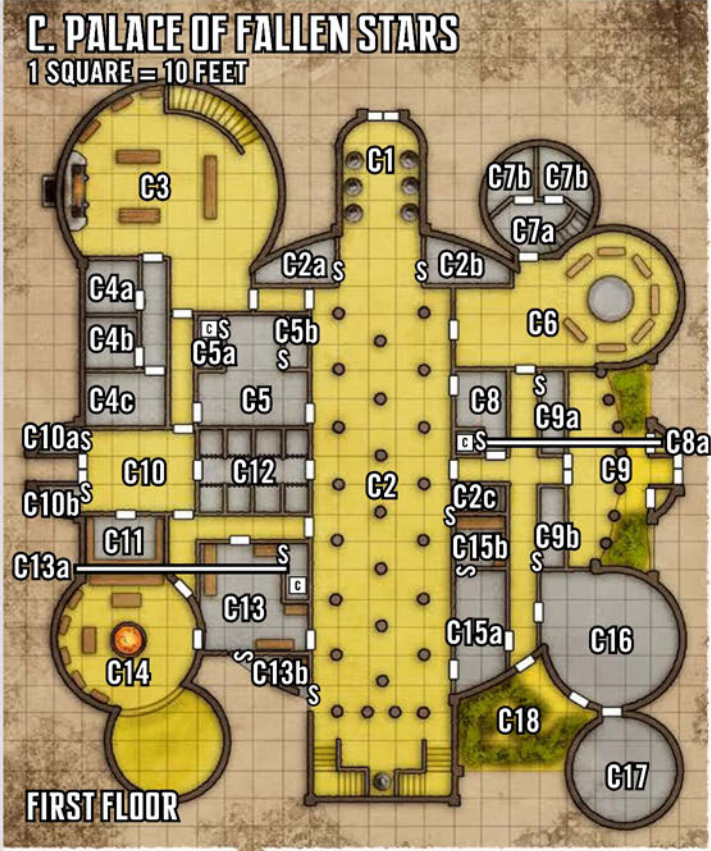 C. PALACE OF FALLEN STARS
1 SQUARE = 10 FEET
C1
C7b C7b
C3
C7a
C2a S
S C2b
C4a
C6
C S
C5b
C4b
C5a
S
C4c
C5
C8
S
C9a
C10a S
C S
C8a
C10
C12
C9
C2
C10b S
C2c
S
C11
C9b
C15b
S
S
C13a
S
C
C13
C15a
C16
S
C14
C13b
S
C18
C17
FIRST FLOOR